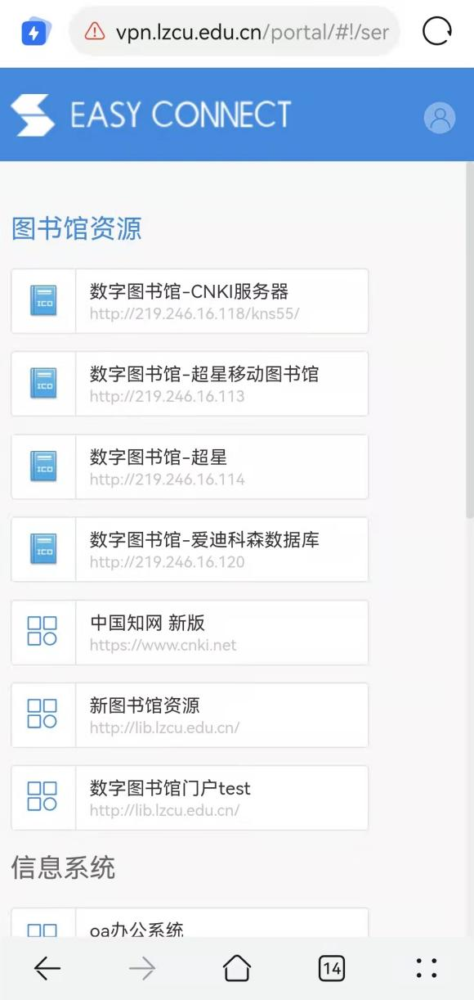 vpn.lzcu.edu.cn/portal/#!/ser
EASY CONNECT
图书馆资源
ICO
数字图书馆-CNKI服务器
http://219.246.16.118/kns55/
ICO
数字图书馆-超星移动图书馆
http://219.246.16.113
ICO
数字图书馆-超星
http://219.246.16.114
ICO
数字图书馆-爱迪科森数据库
http://219.246.16.120
中国知网 新版
https://www.cnki.net
新图书馆资源
http://lib.lzcu.edu.cn/
数字图书馆门户test
http://lib.lzcu.edu.cn/
信息系统
oa办公系统
14